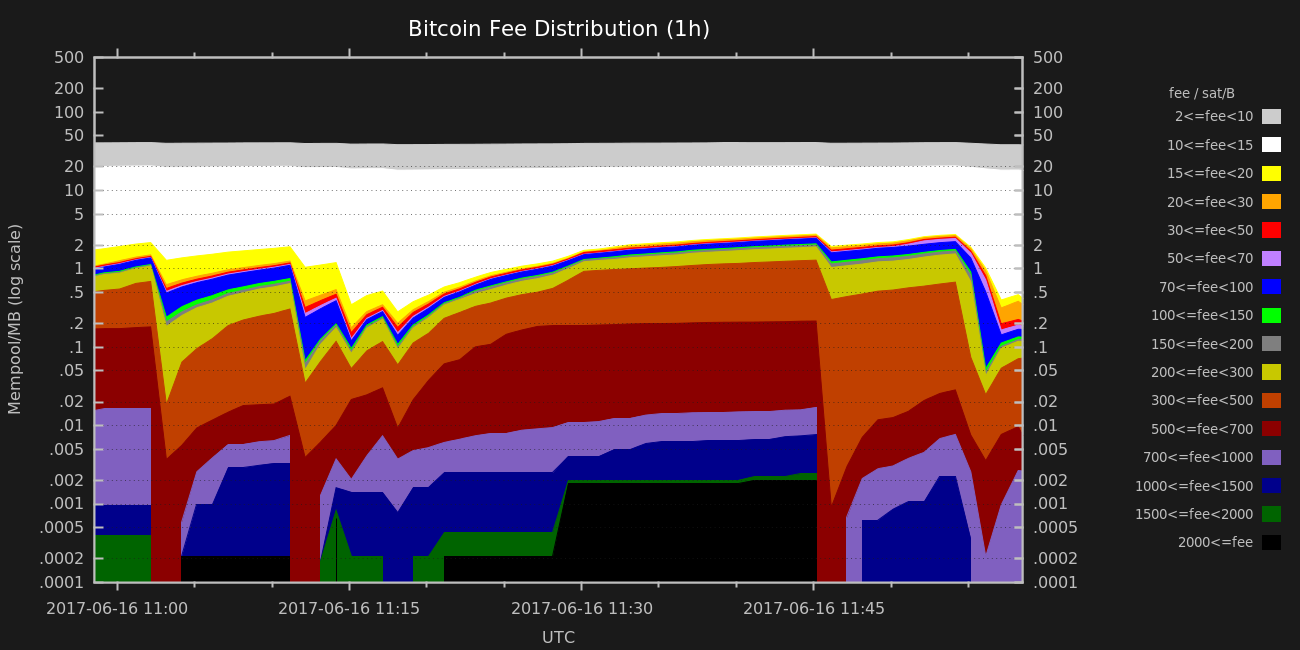 Bitcoin Fee Distribution (1h)
500
200
100
50
20
10
5
2
1
.5
.2
.1
.05
.02
.01
.005
.002
.001
.0005
.0002
.0001
Mempool/MB (log scale)
500
200
100
50
20
10
5
2
1
.5
.2
.1
.05
.02
.01
.005
.002
.001
.0005
.0002
.0001
2017-06-16 11:00 2017-06-16 11:15 2017-06-16 11:30 2017-06-16 11:45
UTC
fee / sat/B
2<=fee<10
10<=fee<15
15<=fee<20
20<=fee<30
30<=fee<50
50<=fee<70
70<=fee<100
100<=fee<150
150<=fee<200
200<=fee<300
300<=fee<500
500<=fee<700
700<=fee<1000
1000<=fee<1500
1500<=fee<2000
2000<=fee